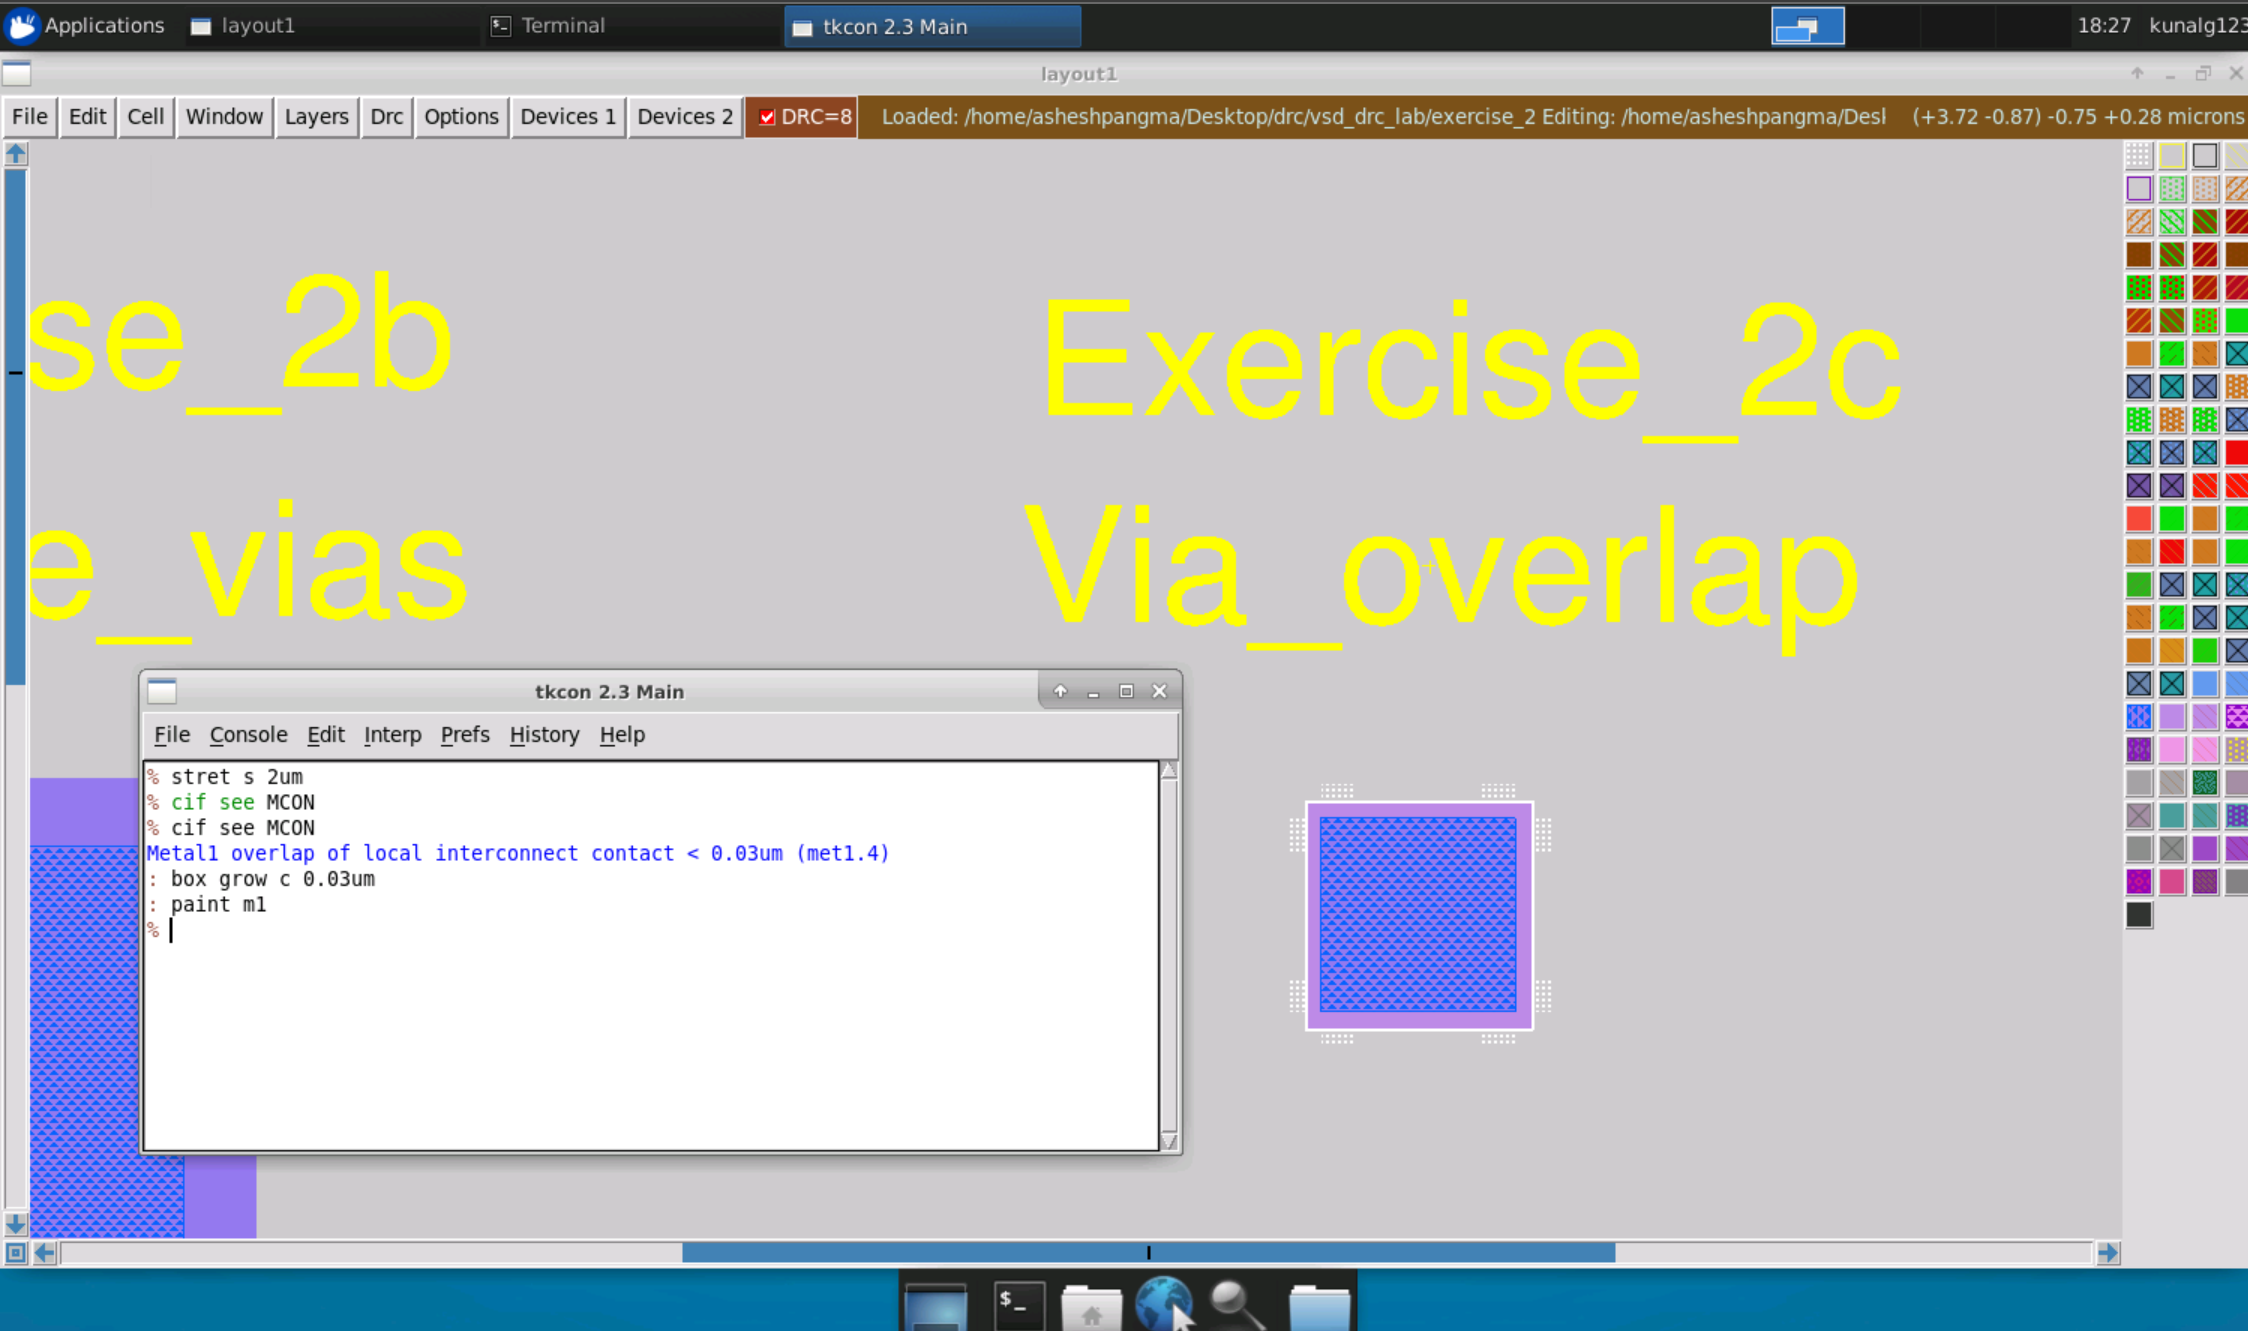 Applications layout1 Terminal tkcon 2.3 Main 18:27 kunalg123
layout1
File Edit Cell Window Layers Drc Options Devices 1 Devices 2 DRC=8 Loaded: /home/asheshpangma/Desktop/drc/vsd_drc_lab/exercise_2 Editing: /home/asheshpangma/Desl (+3.72 -0.87) -0.75 +0.28 microns
se_2b
Exercise_2c
e_vias
Via_overlap
tkcon 2.3 Main
File Console Edit Interp Prefs History Help
% stret s 2um
% cif see MCON
% cif see MCON
Metal1 overlap of local interconnect contact < 0.03um (met1.4)
: box grow c 0.03um
: paint m1
%
$_